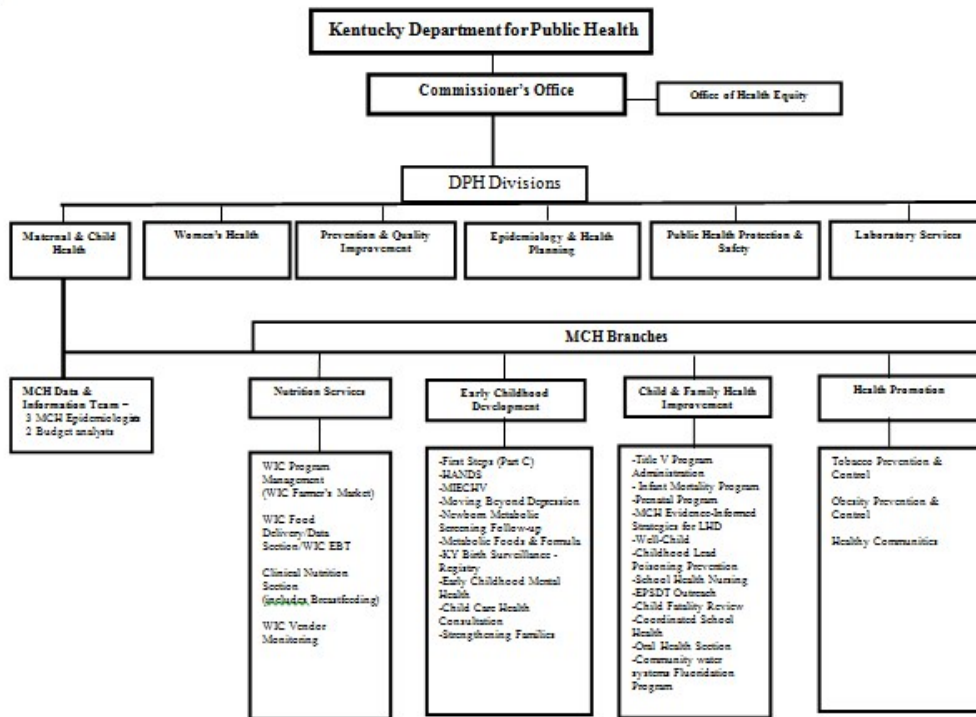 Kentucky Department for Public Health
Commissioner's Office
Office of Health Equity
DPH Divisions
Maternal & Child
Health
Women's Health
Prevention & Quality
Improvement
Epidemiology & Health
Planning
Public Health Protection &
Safety
Laboratory Services
MCH Branches
MCH Data &
Information Team –
3 MCH Epidemiologists
2 Budget analysts
Nutrition Services
WIC Program
Management
(WIC Farmer's Market)
WIC Food
Delivery/Data
Section/WIC EBT
Clinical Nutrition
Section
(includes Breastfeeding)
WIC Vendor
Monitoring
Early Childhood
Development
-First Steps (Part C)
-HANDS
-MIECHV
-Moving Beyond Depression
-Newborn Metabolic
Screening Follow-up
-Metabolic Foods & Formula
-KY Birth Surveillance -
Registry
-Early Childhood Mental
Health
-Child Care Health
Consultation
-Strengthening Families
Child & Family Health
Improvement
-Title V Program
Administration
- Infant Mortality Program
-Prenatal Program
-MCH Evidence-Informed
Strategies for LHD
-Well-Child
-Childhood Lead
Poisoning Prevention
-School Health Nursing
-EPSDT Outreach
-Child Fatality Review
-Coordinated School
Health
-Oral Health Section
-Community water
systems Fluoridation
Program
Health Promotion
Tobacco Prevention &
Control
Obesity Prevention &
Control
Healthy Communities